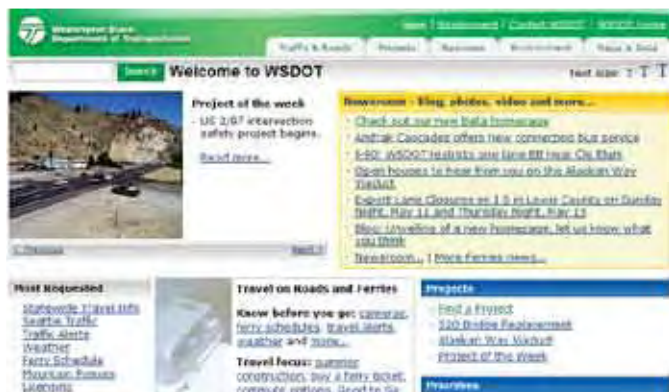 Washington State
Department of Transportation
Contact WSDOT | WSDOT Home
Traffic & Roads
Projects
Business
Environment
Search
Welcome to WSDOT
Text size: T T T
Project of the week
- US 2/97 intersection
safety project begins.
Read more...
< Previous
Next >
Newsroom - Blog, photos, video and more...
Check out our new Beta homepage
Amtrak Cascades offers new connecting bus service
I-90: WSDOT restricts one lane EB near Cle Elum
Open houses to hear from you on the Alaskan Way
Viaduct
Expect Lane Closures on I-5 in Lewis County on Sunday
Night, May 11 and Thursday Night, May 15
Blog: Unveiling of a new homepage, let us know what
you think
Newsroom... | More Ferries news...
Most Requested
Statewide Travel Info
Seattle Traffic
Traffic Alerts
Weather
Ferry Schedule
Mountain Passes
Licensing
Travel on Roads and Ferries
Know before you go: cameras,
ferry schedules, travel alerts,
weather and more...
Travel focus: summer
construction, buy a ferry ticket,
commute options, Good to Go
Projects
Find a Project
520 Bridge Replacement
Alaskan Way Viaduct
Project of the Week
Priorities